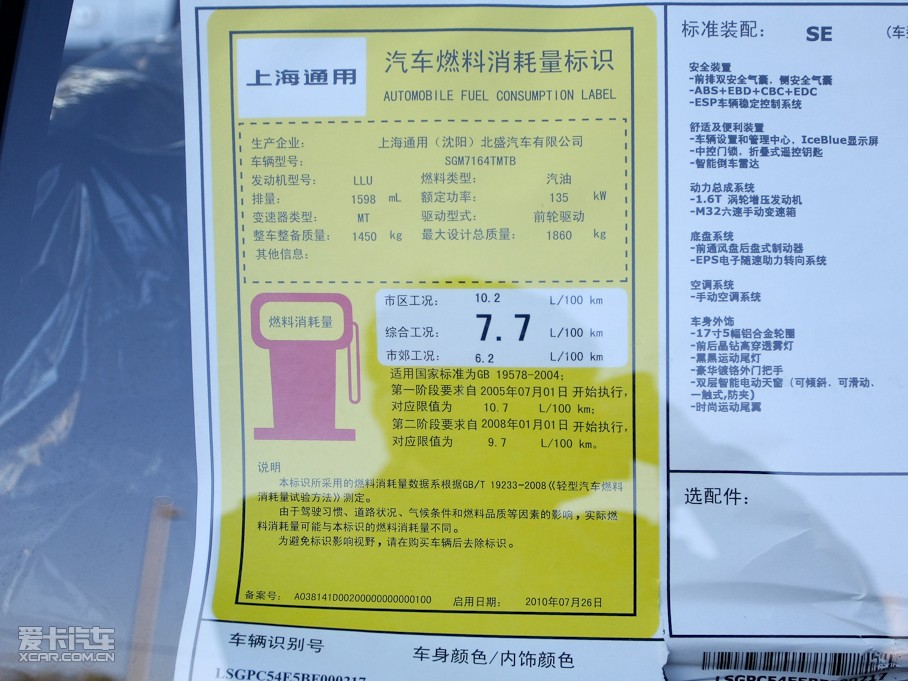 上海通用
汽车燃料消耗量标识
AUTOMOBILE FUEL CONSUMPTION LABEL
生产企业: 上海通用（沈阳）北盛汽车有限公司
车辆型号: SGM7164TMTB
发动机型号: LLU 燃料类型: 汽油
排量: 1598 mL 额定功率: 135 kW
变速器类型: MT 驱动型式: 前轮驱动
整车整备质量: 1450 kg 最大设计总质量: 1860 kg
其他信息:
燃料消耗量
市区工况: 10.2 L/100 km
综合工况: 7.7 L/100 km
市郊工况: 6.2 L/100 km
适用国家标准为GB 19578-2004;
第一阶段要求自2005年07月01日 开始执行,
对应限值为 10.7 L/100 km;
第二阶段要求自2008年01月01日 开始执行,
对应限值为 9.7 L/100 km。
说明
本标识所采用的燃料消耗量数据系根据GB/T 19233-2008《轻型汽车燃料
消耗量试验方法》测定。
由于驾驶习惯、道路状况、气候条件和燃料品质等因素的影响，实际燃
料消耗量可能与本标识的燃料消耗量不同。
为避免标识影响视野，请在购买车辆后去除标识。
备案号: A038141D00200000000000100 启用日期: 2010年07月26日
标准装配: SE
安全装置
-前排双安全气囊，侧安全气囊
-ABS+EBD+CBC+EDC
-ESP车辆稳定控制系统
舒适及便利装置
-车辆设置和管理中心，IceBlue显示屏
-中控门锁，折叠式遥控钥匙
-智能倒车雷达
动力总成系统
-1.6T 涡轮增压发动机
-M32六速手动变速箱
底盘系统
-前通风盘后盘式制动器
-EPS电子随速助力转向系统
空调系统
-手动空调系统
车身外饰
-17寸5幅铝合金轮圈
-前后晶钻高穿透雾灯
-熏黑运动尾灯
-豪华镀铬外门把手
-双层智能电动天窗（可倾斜、可滑动、
一触式,防夹）
-时尚运动尾翼
选配件:
车辆识别号 车身颜色/内饰颜色
爱卡汽车
XCAR.COM.CN